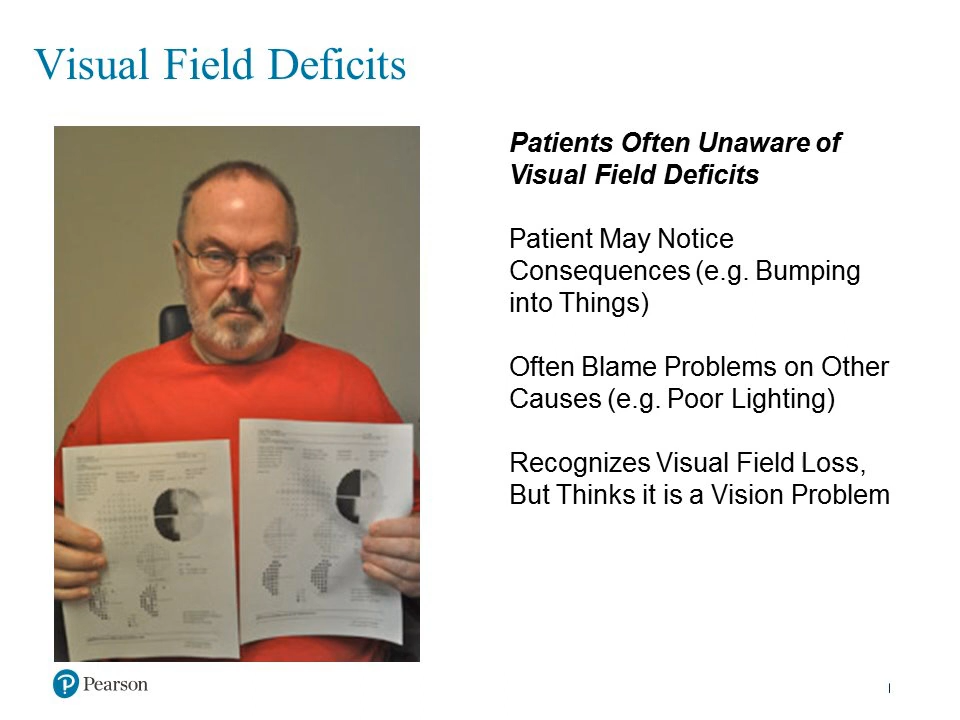 Visual Field Deficits
Patients Often Unaware of
Visual Field Deficits
Patient May Notice
Consequences (e.g. Bumping
into Things)
Often Blame Problems on Other
Causes (e.g. Poor Lighting)
Recognizes Visual Field Loss,
But Thinks it is a Vision Problem
Pearson